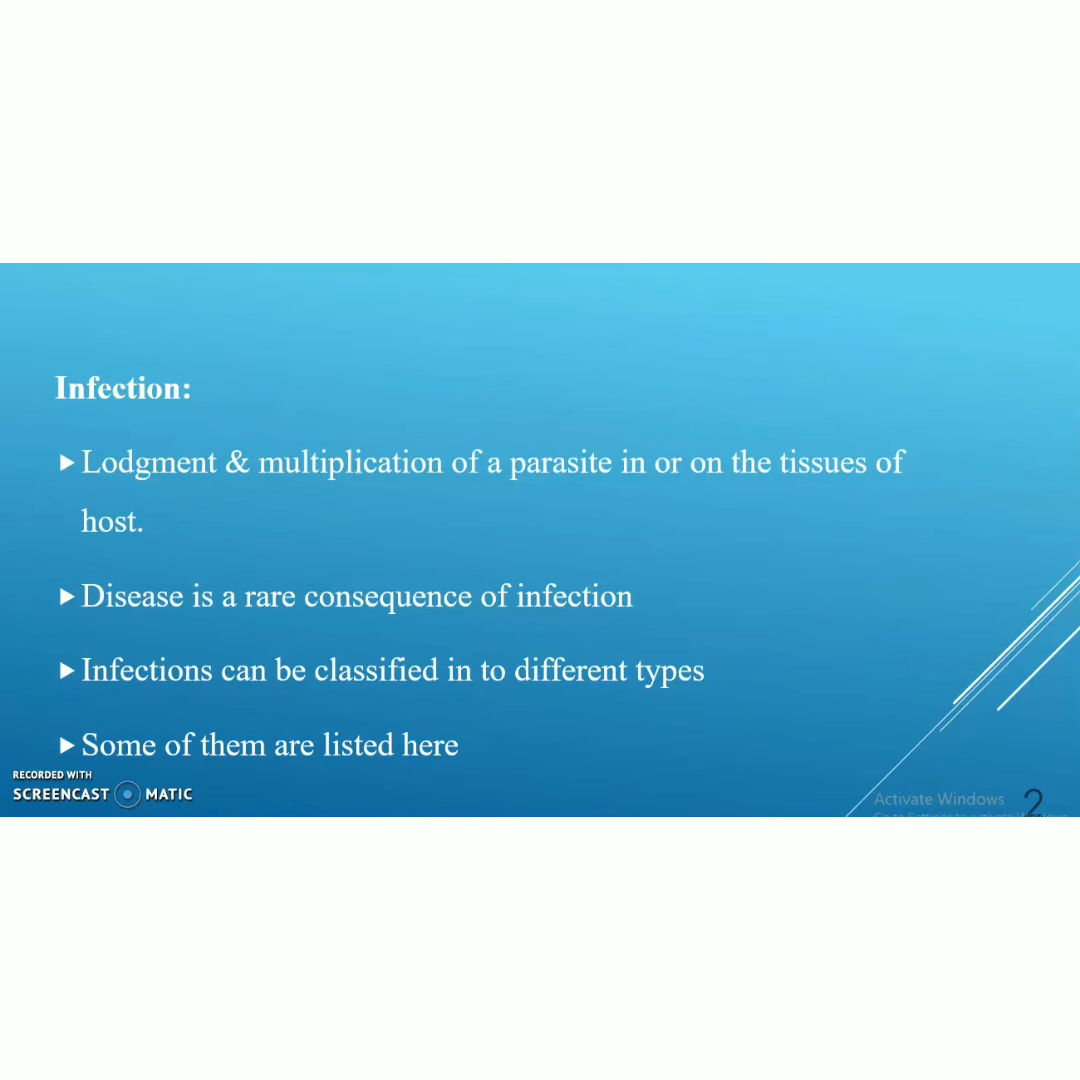 Infection:
Lodgment & multiplication of a parasite in or on the tissues of
host.
Disease is a rare consequence of infection
Infections can be classified in to different types
Some of them are listed here
RECORDED WITH
SCREENCAST MATIC
Activate Windows
2